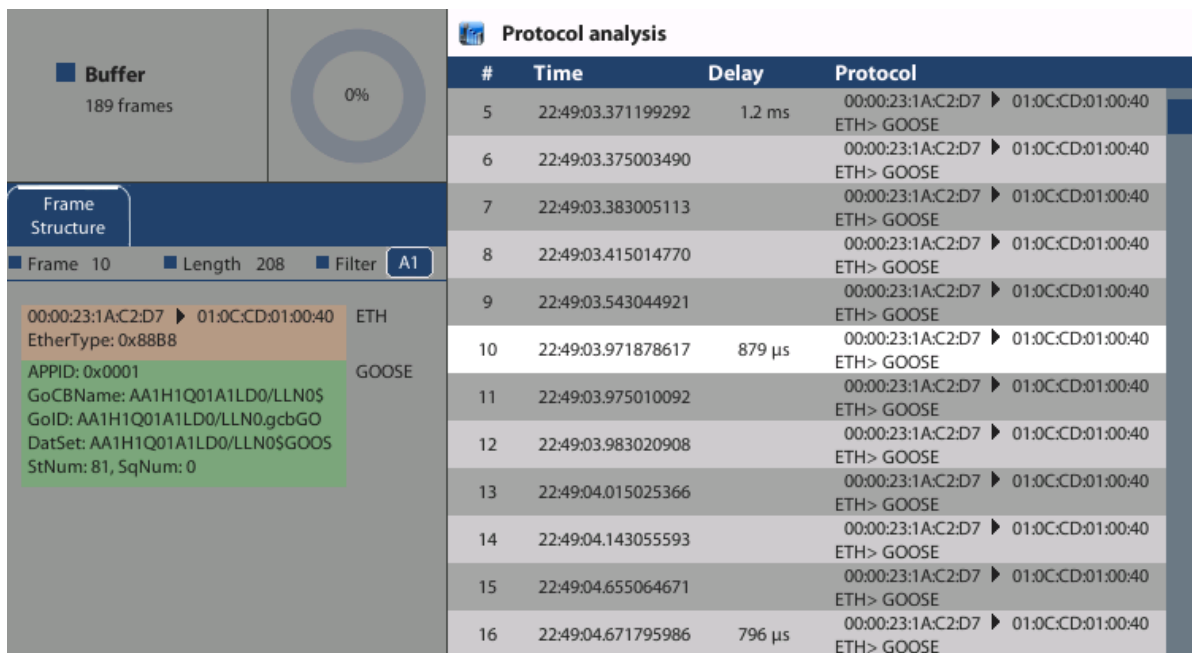 Buffer
189 frames
0%
Frame
Structure
Frame 10 Length 208 Filter A1
00:00:23:1A:C2:D7 01:0C:CD:01:00:40 ETH
EtherType: 0x88B8
APPID: 0x0001 GOOSE
GoCBName: AA1H1Q01A1LD0/LLN0$
GoID: AA1H1Q01A1LD0/LLN0.gcbGO
DatSet: AA1H1Q01A1LD0/LLN0$GOOS
StNum: 81, SqNum: 0
Protocol analysis
# Time Delay Protocol
5 22:49:03.371199292 1.2 ms 00:00:23:1A:C2:D7 01:0C:CD:01:00:40
ETH> GOOSE
6 22:49:03.375003490 00:00:23:1A:C2:D7 01:0C:CD:01:00:40
ETH> GOOSE
7 22:49:03.383005113 00:00:23:1A:C2:D7 01:0C:CD:01:00:40
ETH> GOOSE
8 22:49:03.415014770 00:00:23:1A:C2:D7 01:0C:CD:01:00:40
ETH> GOOSE
9 22:49:03.543044921 00:00:23:1A:C2:D7 01:0C:CD:01:00:40
ETH> GOOSE
10 22:49:03.971878617 879 µs 00:00:23:1A:C2:D7 01:0C:CD:01:00:40
ETH> GOOSE
11 22:49:03.975010092 00:00:23:1A:C2:D7 01:0C:CD:01:00:40
ETH> GOOSE
12 22:49:03.983020908 00:00:23:1A:C2:D7 01:0C:CD:01:00:40
ETH> GOOSE
13 22:49:04.015025366 00:00:23:1A:C2:D7 01:0C:CD:01:00:40
ETH> GOOSE
14 22:49:04.143055593 00:00:23:1A:C2:D7 01:0C:CD:01:00:40
ETH> GOOSE
15 22:49:04.655064671 00:00:23:1A:C2:D7 01:0C:CD:01:00:40
ETH> GOOSE
16 22:49:04.671795986 796 µs 00:00:23:1A:C2:D7 01:0C:CD:01:00:40
ETH> GOOSE